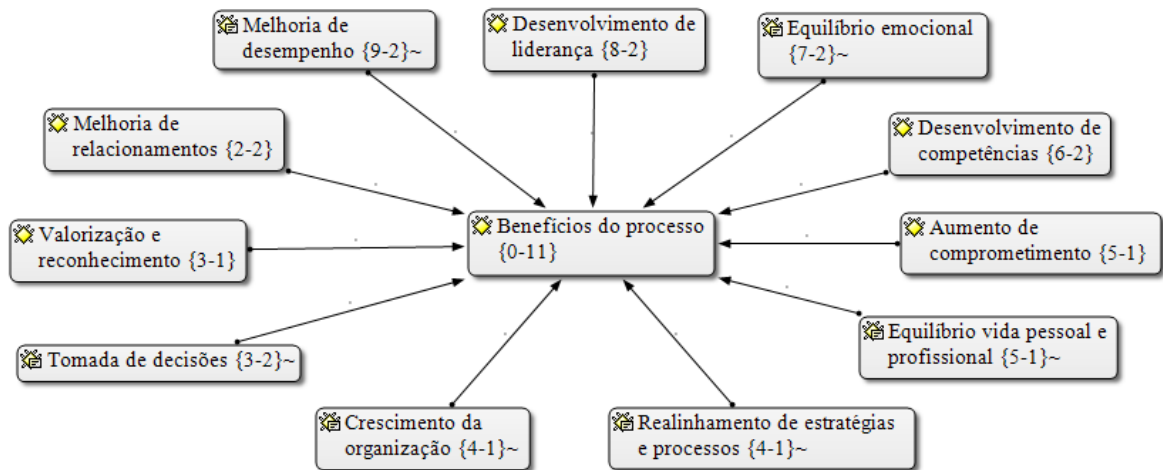 Melhoria de
desempenho {9-2}~
Desenvolvimento de
liderança {8-2}
Equilíbrio emocional
{7-2}~
Melhoria de
relacionamentos {2-2}
Desenvolvimento de
competências {6-2}
Valorização e
reconhecimento {3-1}
Benefícios do processo
{0-11}
Aumento de
comprometimento {5-1}
Tomada de decisões {3-2}~
Equilíbrio vida pessoal e
profissional {5-1}~
Crescimento da
organização {4-1}~
Realinhamento de estratégias
e processos {4-1}~